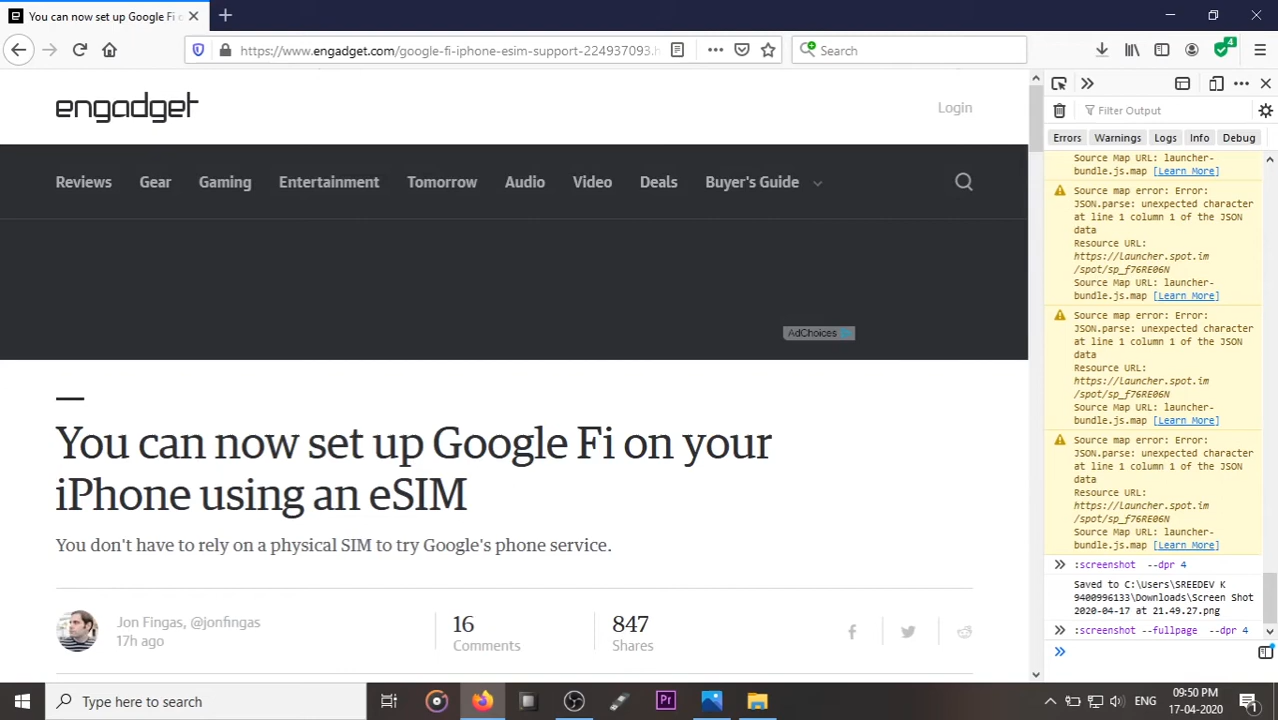 You can now set up Google Fi o
https://www.engadget.com/google-fi-iphone-esim-support-224937093.h
Search
4
engadget
Login
Reviews
Gear
Gaming
Entertainment
Tomorrow
Audio
Video
Deals
Buyer's Guide
AdChoices
You can now set up Google Fi on your
iPhone using an eSIM
You don't have to rely on a physical SIM to try Google's phone service.
Jon Fingas, @jonfingas
17h ago
16
Comments
847
Shares
Filter Output
Errors
Warnings
Logs
Info
Debug
Source Map URL: launcher-
bundle.js.map [Learn More]
Source map error: Error:
JSON.parse: unexpected character
at line 1 column 1 of the JSON
data
Resource URL:
https://launcher.spot.im
/spot/sp_f76RE06N
Source Map URL: launcher-
bundle.js.map [Learn More]
Source map error: Error:
JSON.parse: unexpected character
at line 1 column 1 of the JSON
data
Resource URL:
https://launcher.spot.im
/spot/sp_f76RE06N
Source Map URL: launcher-
bundle.js.map [Learn More]
Source map error: Error:
JSON.parse: unexpected character
at line 1 column 1 of the JSON
data
Resource URL:
https://launcher.spot.im
/spot/sp_f76RE06N
Source Map URL: launcher-
bundle.js.map [Learn More]
:screenshot --dpr 4
Saved to C:\Users\SREEDEV K
9400996133\Downloads\Screen Shot
2020-04-17 at 21.49.27.png
:screenshot --fullpage --dpr 4
Type here to search
Pr
ENG
09:50 PM
17-04-2020
1